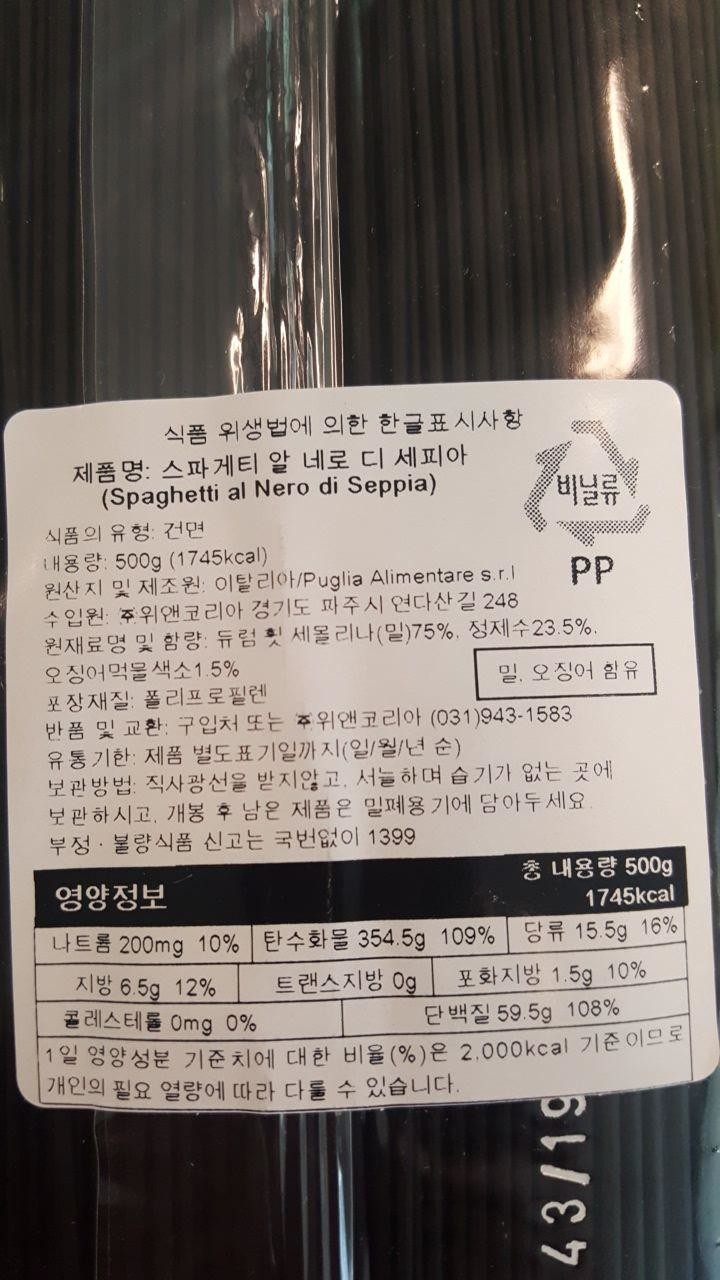 식품 위생법에 의한 한글표시사항
제품명: 스파게티 알 네로 디 세피아
(Spaghetti al Nero di Seppia)
비닐류
PP
식품의 유형: 건면
내용량: 500g (1745kcal)
원산지 및 제조원: 이탈리아/Puglia Alimentare s.r.l
수입원: ㈜위앤코리아 경기도 파주시 연다산길 248
원재료명 및 함량: 듀럼 휫 세몰리나(밀)75%, 정제수23.5%,
오징어먹물색소1.5%
밀, 오징어 함유
포장재질: 폴리프로필렌
반품 및 교환: 구입처 또는 ㈜위앤코리아 (031)943-1583
유통기한: 제품 별도표기일까지(일/월/년 순)
보관방법: 직사광선을 받지않고, 서늘하며 습기가 없는 곳에
보관하시고, 개봉 후 남은 제품은 밀폐용기에 담아두세요.
부정·불량식품 신고는 국번없이 1399
영양정보
총 내용량 500g
1745kcal
나트륨 200mg 10% 탄수화물 354.5g 109% 당류 15.5g 16%
지방 6.5g 12% 트랜스지방 0g 포화지방 1.5g 10%
콜레스테롤 0mg 0% 단백질 59.5g 108%
1일 영양성분 기준치에 대한 비율(%)은 2,000kcal 기준이므로
개인의 필요 열량에 따라 다를 수 있습니다.
43/19